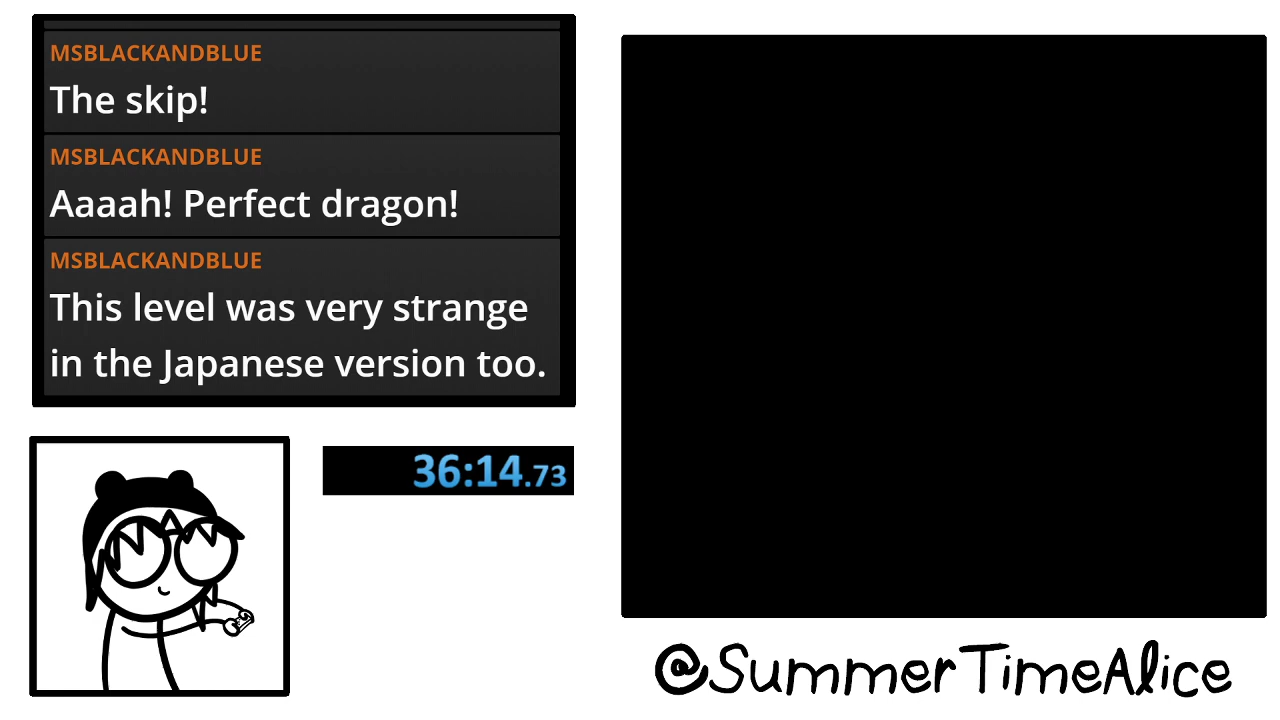 MSBLACKANDBLUE
The skip!
MSBLACKANDBLUE
Aaaah! Perfect dragon!
MSBLACKANDBLUE
This level was very strange
in the Japanese version too.
36:14.73
@SummerTimeAlice